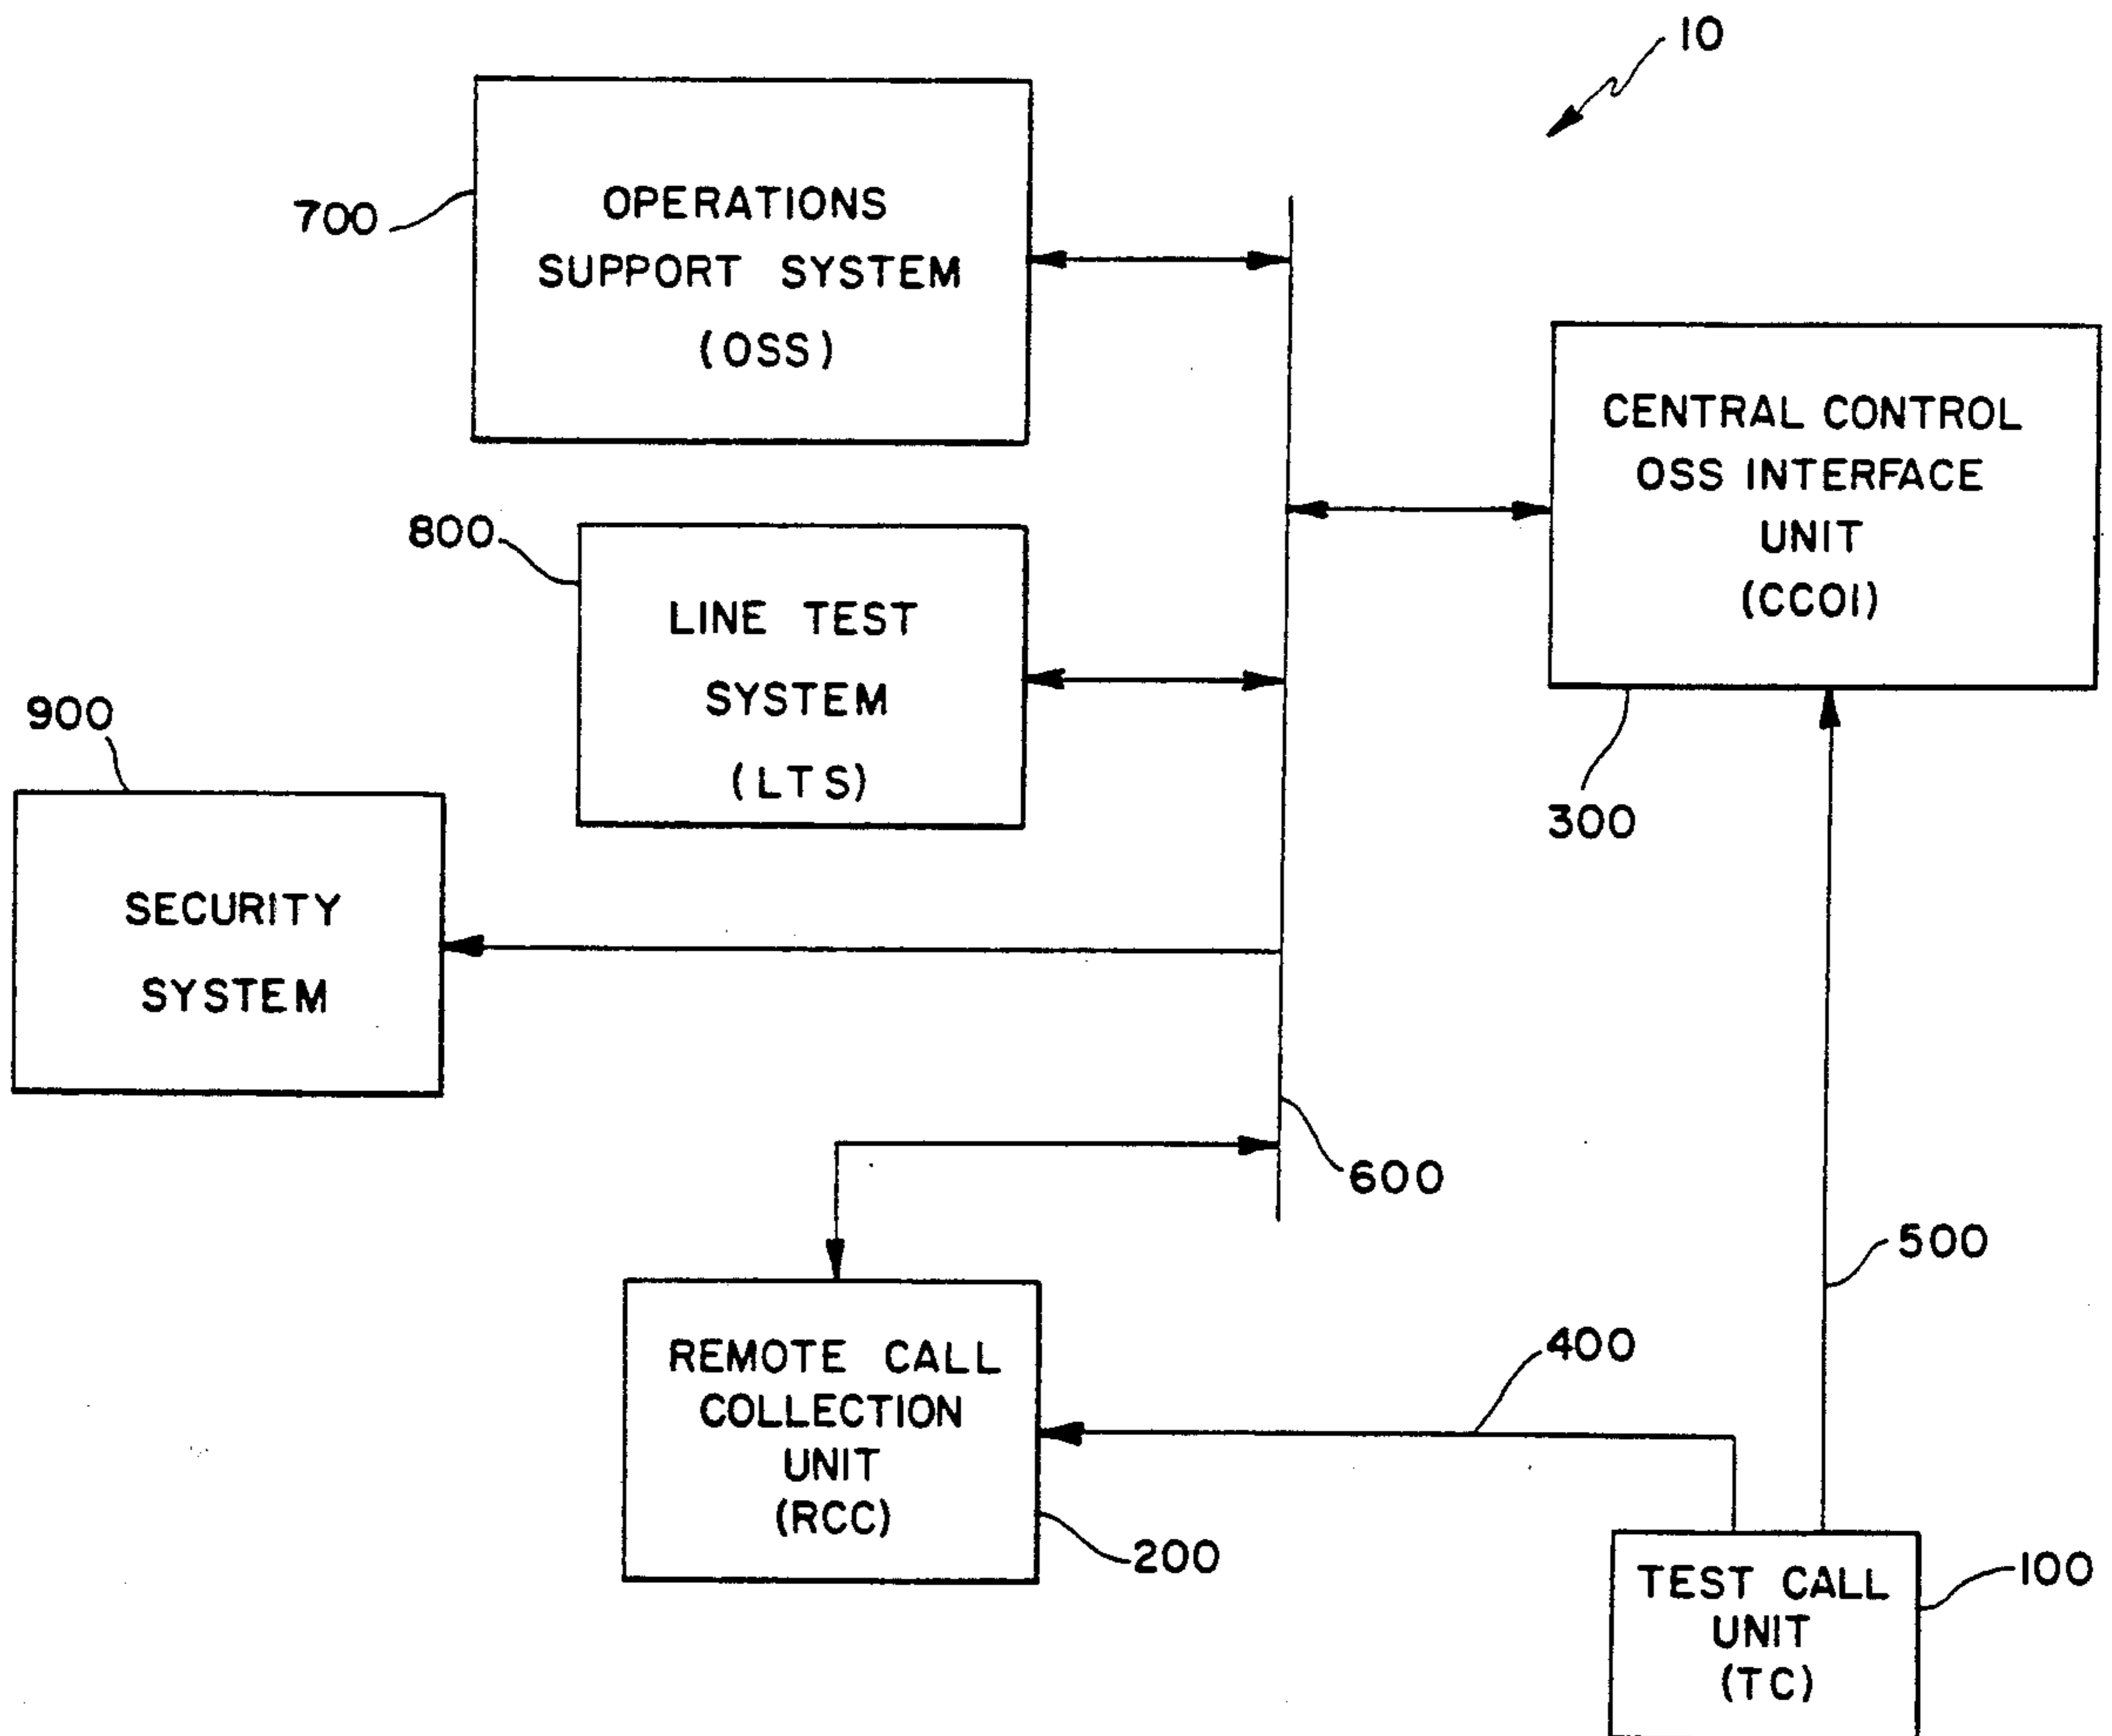 10
OPERATIONS
SUPPORT SYSTEM
(OSS)
700
CENTRAL CONTROL
OSS INTERFACE
UNIT
(CCOI)
300
800
LINE TEST
SYSTEM
(LTS)
900
SECURITY
SYSTEM
600
500
400
REMOTE CALL
COLLECTION
UNIT
(RCC)
200
TEST CALL
UNIT
(TC)
100